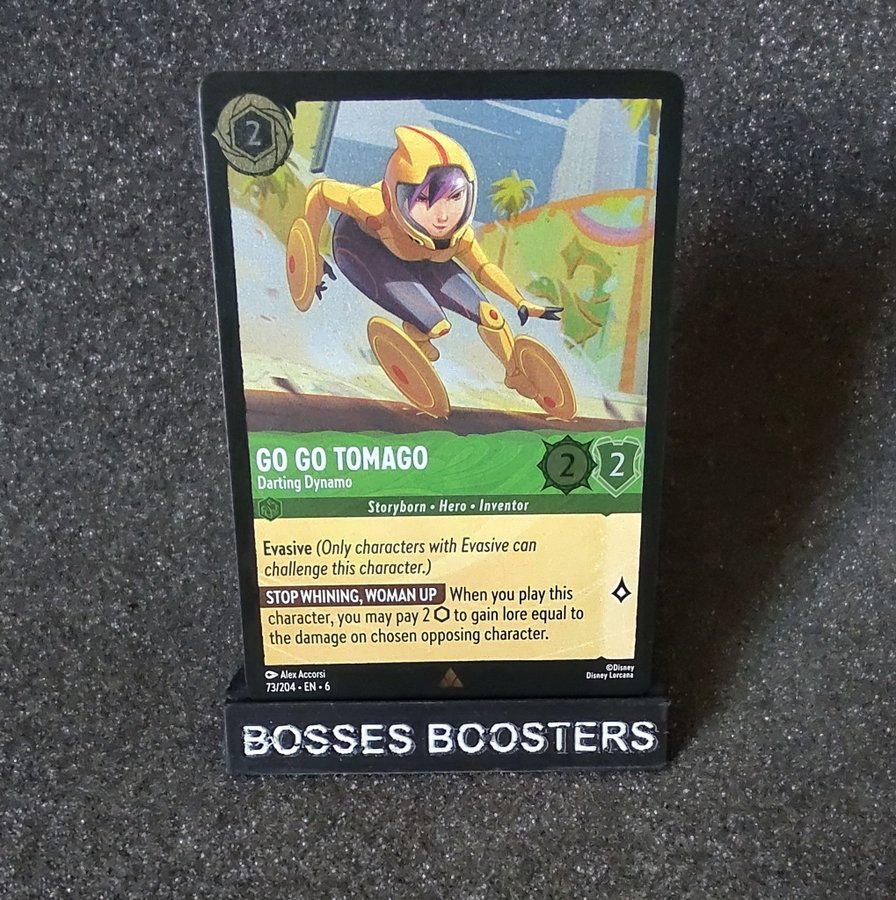 2
GO GO TOMAGO
Darting Dynamo
2 2
Storyborn • Hero • Inventor
Evasive (Only characters with Evasive can
challenge this character.)
STOP WHINING, WOMAN UP When you play this
character, you may pay 2 ⬡ to gain lore equal to
the damage on chosen opposing character.
Alex Accorsi
73/204 • EN • 6
©Disney
Disney Lorcana
BOSSES BOOSTERS